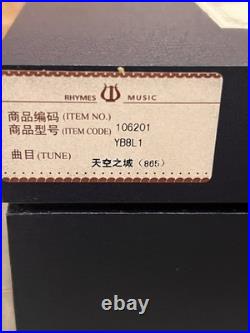 RHYMES MUSIC
商品编码(ITEM NO.)
商品型号(ITEM CODE) 106201
YB8L1
曲目(TUNE) 天空之城 (865)